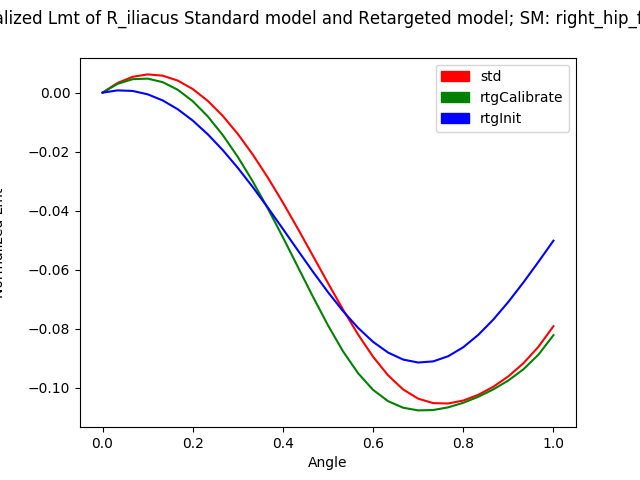 alized Lmt of R_iliacus Standard model and Retargeted model; SM: right_hip_f
0.00
−0.02
−0.04
−0.06
−0.08
−0.10
0.0 0.2 0.4 0.6 0.8 1.0
Angle
std
rtgCalibrate
rtgInit